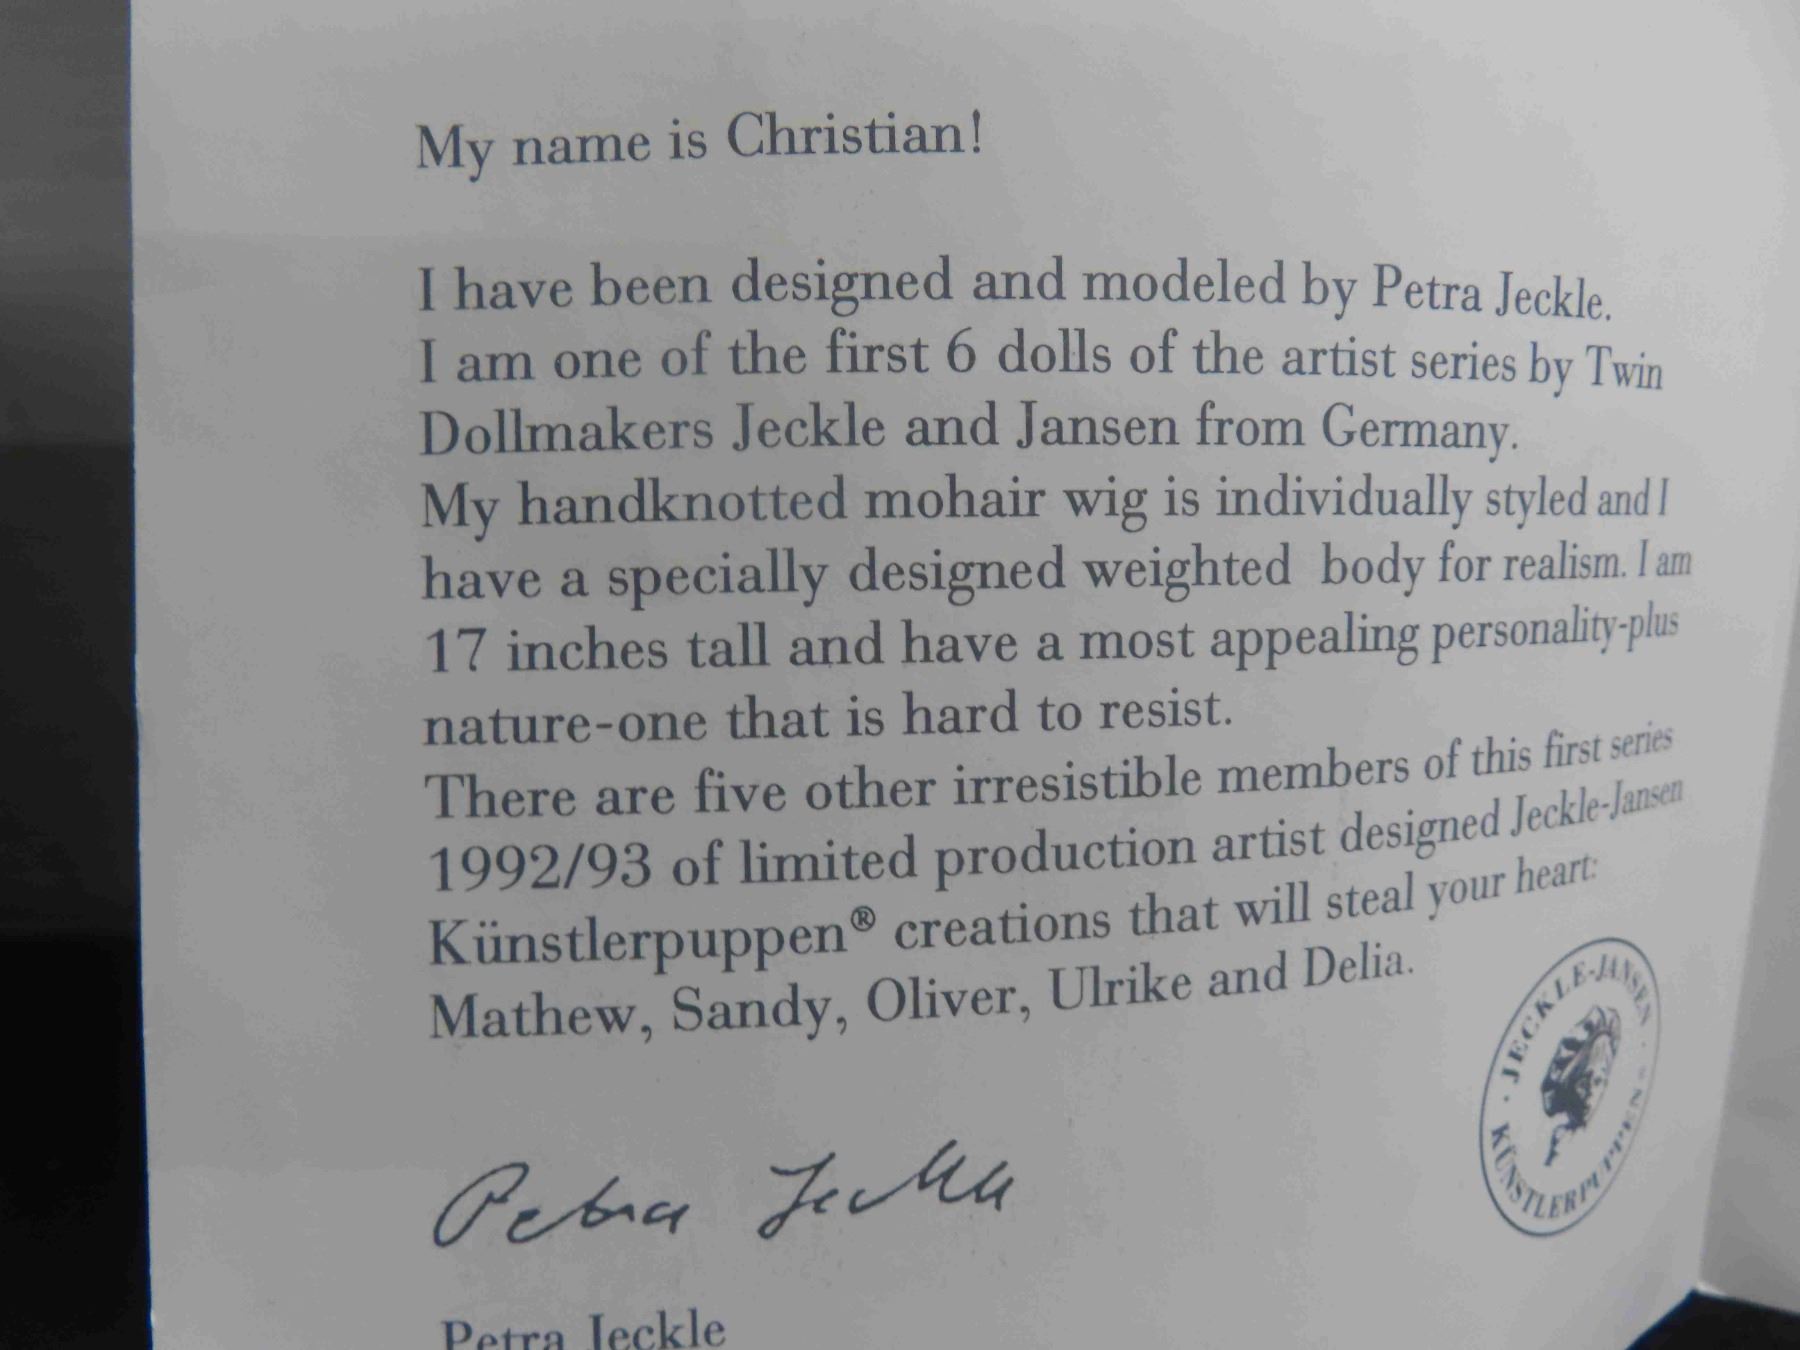 My name is Christian!
I have been designed and modeled by Petra Jeckle.
I am one of the first 6 dolls of the artist series by Twin
Dollmakers Jeckle and Jansen from Germany.
My handknotted mohair wig is individually styled and I
have a specially designed weighted body for realism. I am
17 inches tall and have a most appealing personality-plus
nature-one that is hard to resist.
There are five other irresistible members of this first series
1992/93 of limited production artist designed Jeckle-Jansen
Künstlerpuppen® creations that will steal your heart:
Mathew, Sandy, Oliver, Ulrike and Delia.
· JECKLE-JANSEN ·
KÜNSTLERPUPPEN
Petra Jeckle
Petra Jeckle